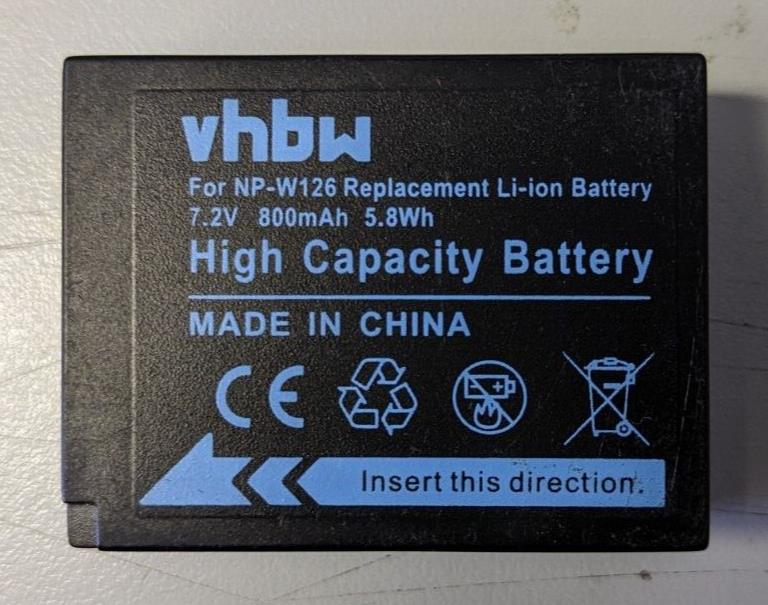 vhbw
For NP-W126 Replacement Li-ion Battery
7.2V 800mAh 5.8Wh
High Capacity Battery
MADE IN CHINA
CE
Insert this direction.